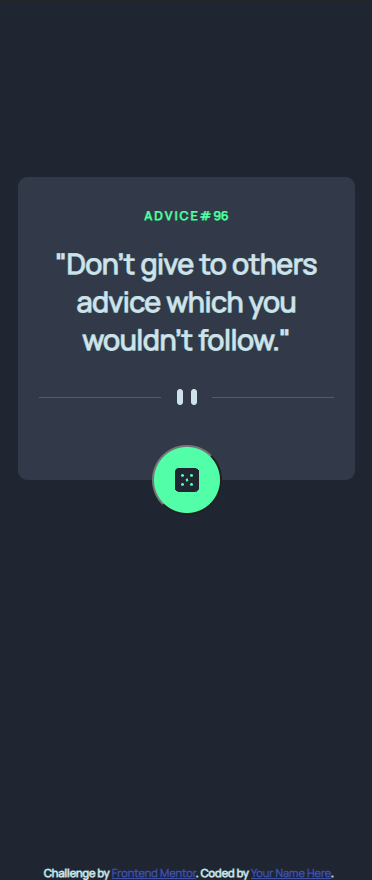 ADVICE#96
"Don't give to others
advice which you
wouldn't follow."
Challenge by Frontend Mentor. Coded by Your Name Here.